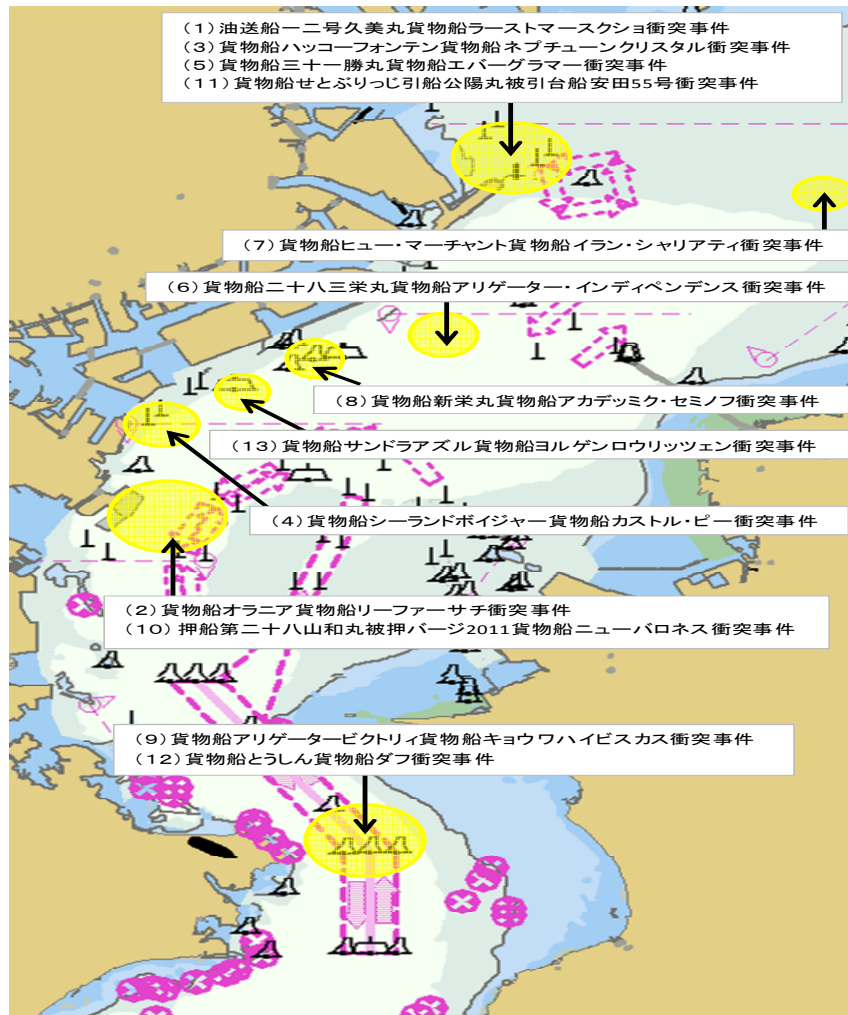 (1)油送船一二号久美丸貨物船ラーストマースクショ衝突事件
(3)貨物船ハッコーフォンテン貨物船ネプチューンクリスタル衝突事件
(5)貨物船三十一勝丸貨物船エバーグラマー衝突事件
(11)貨物船せとぶりっじ引船公陽丸被引台船安田55号衝突事件
(7)貨物船ヒュー・マーチャント貨物船イラン・シャリアティ衝突事件
(6)貨物船二十八三栄丸貨物船アリゲーター・インディペンデンス衝突事件
(8)貨物船新栄丸貨物船アカデッミク・セミノフ衝突事件
(13)貨物船サンドラアズル貨物船ヨルゲンロウリッツェン衝突事件
(4)貨物船シーランドボイジャー貨物船カストル・ピー衝突事件
(2)貨物船オラニア貨物船リーファーサチ衝突事件
(10)押船第二十八山和丸被押バージ2011貨物船ニューバロネス衝突事件
(9)貨物船アリゲータービクトリィ貨物船キョウワハイビスカス衝突事件
(12)貨物船とうしん貨物船ダフ衝突事件